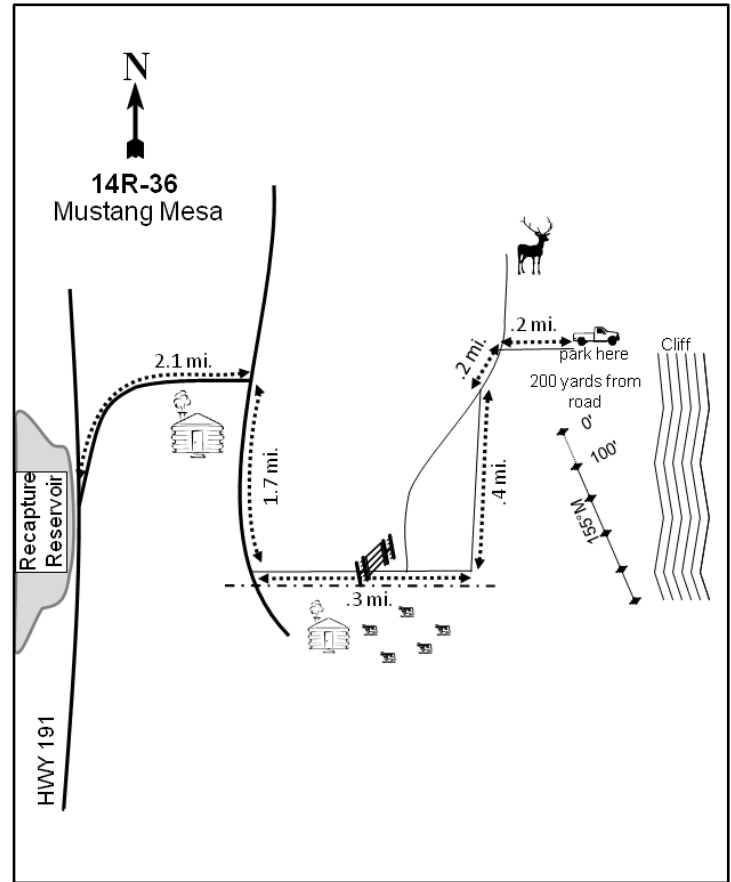 N
14R-36
Mustang Mesa
2.1 mi.
.2 mi.
.2 mi.
park here
Cliff
200 yards from
road
0'
100'
155° M
1.7 mi.
.4 mi.
Recapture
Reservoir
.3 mi.
HWY 191